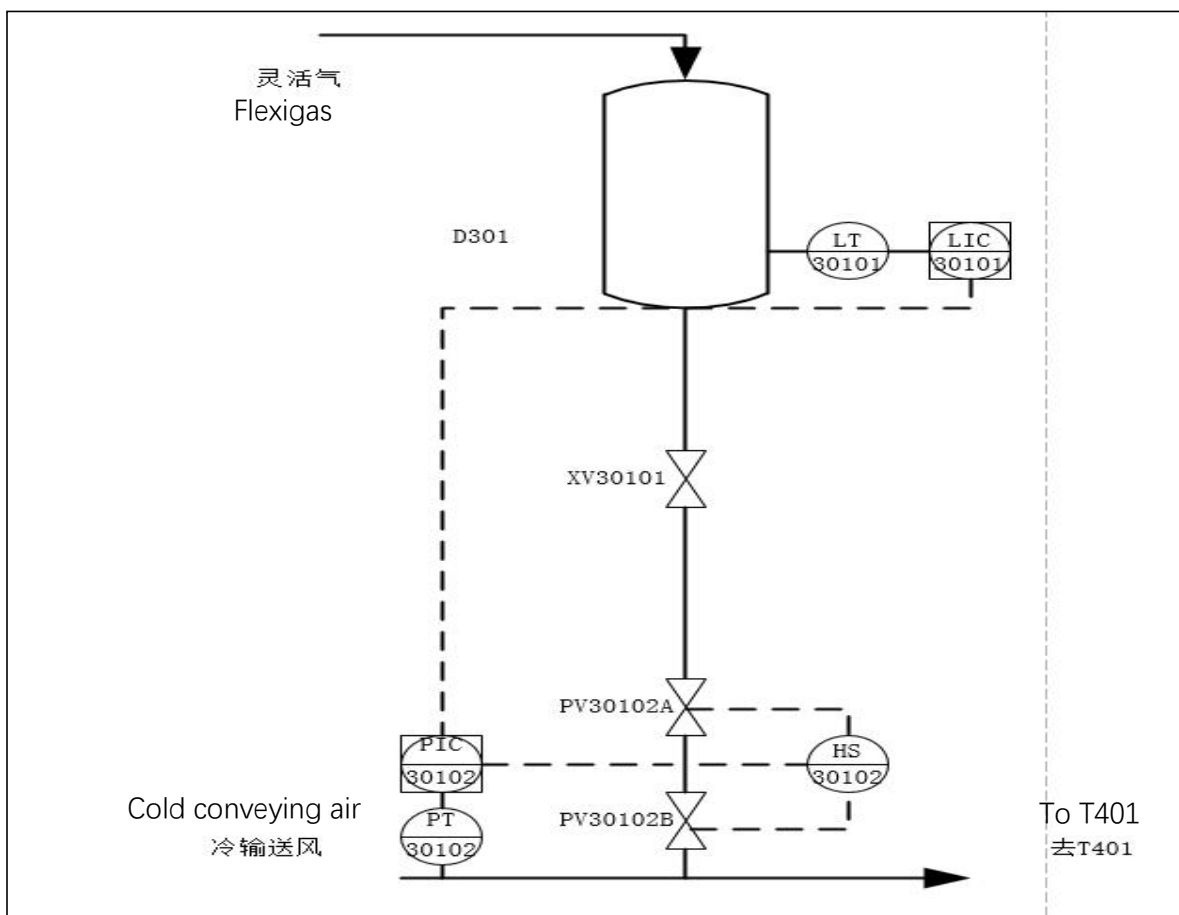 灵活气
Flexigas
D301
LT
30101
LIC
30101
XV30101
PV30102A
PIC
30102
HS
30102
Cold conveying air
冷输送风
PT
30102
PV30102B
To T401
去T401